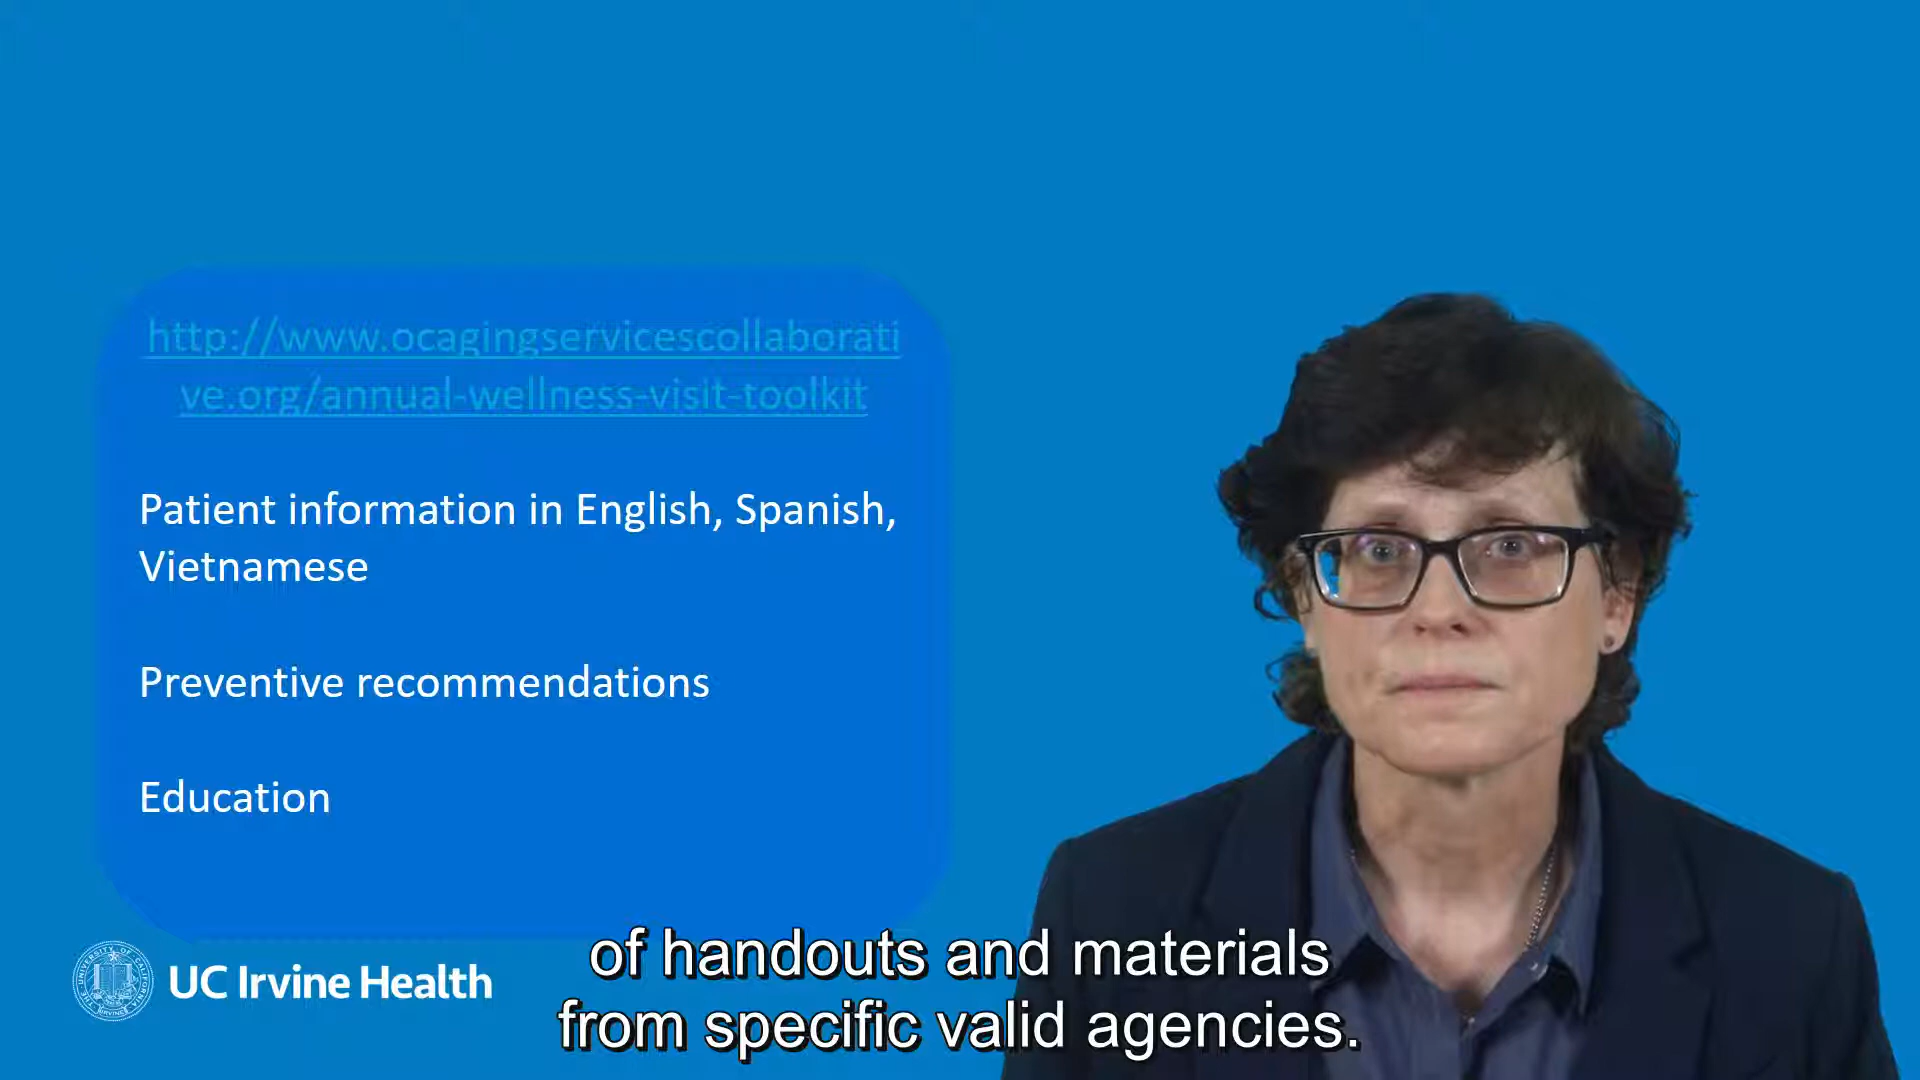 http://www.ocagingservicescollaborati
ve.org/annual-wellness-visit-toolkit
Patient information in English, Spanish,
Vietnamese
Preventive recommendations
Education
UC Irvine Health
of handouts and materials
from specific valid agencies.